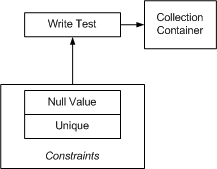 Write Test
Collection
Container
Null Value
Unique
Constraints